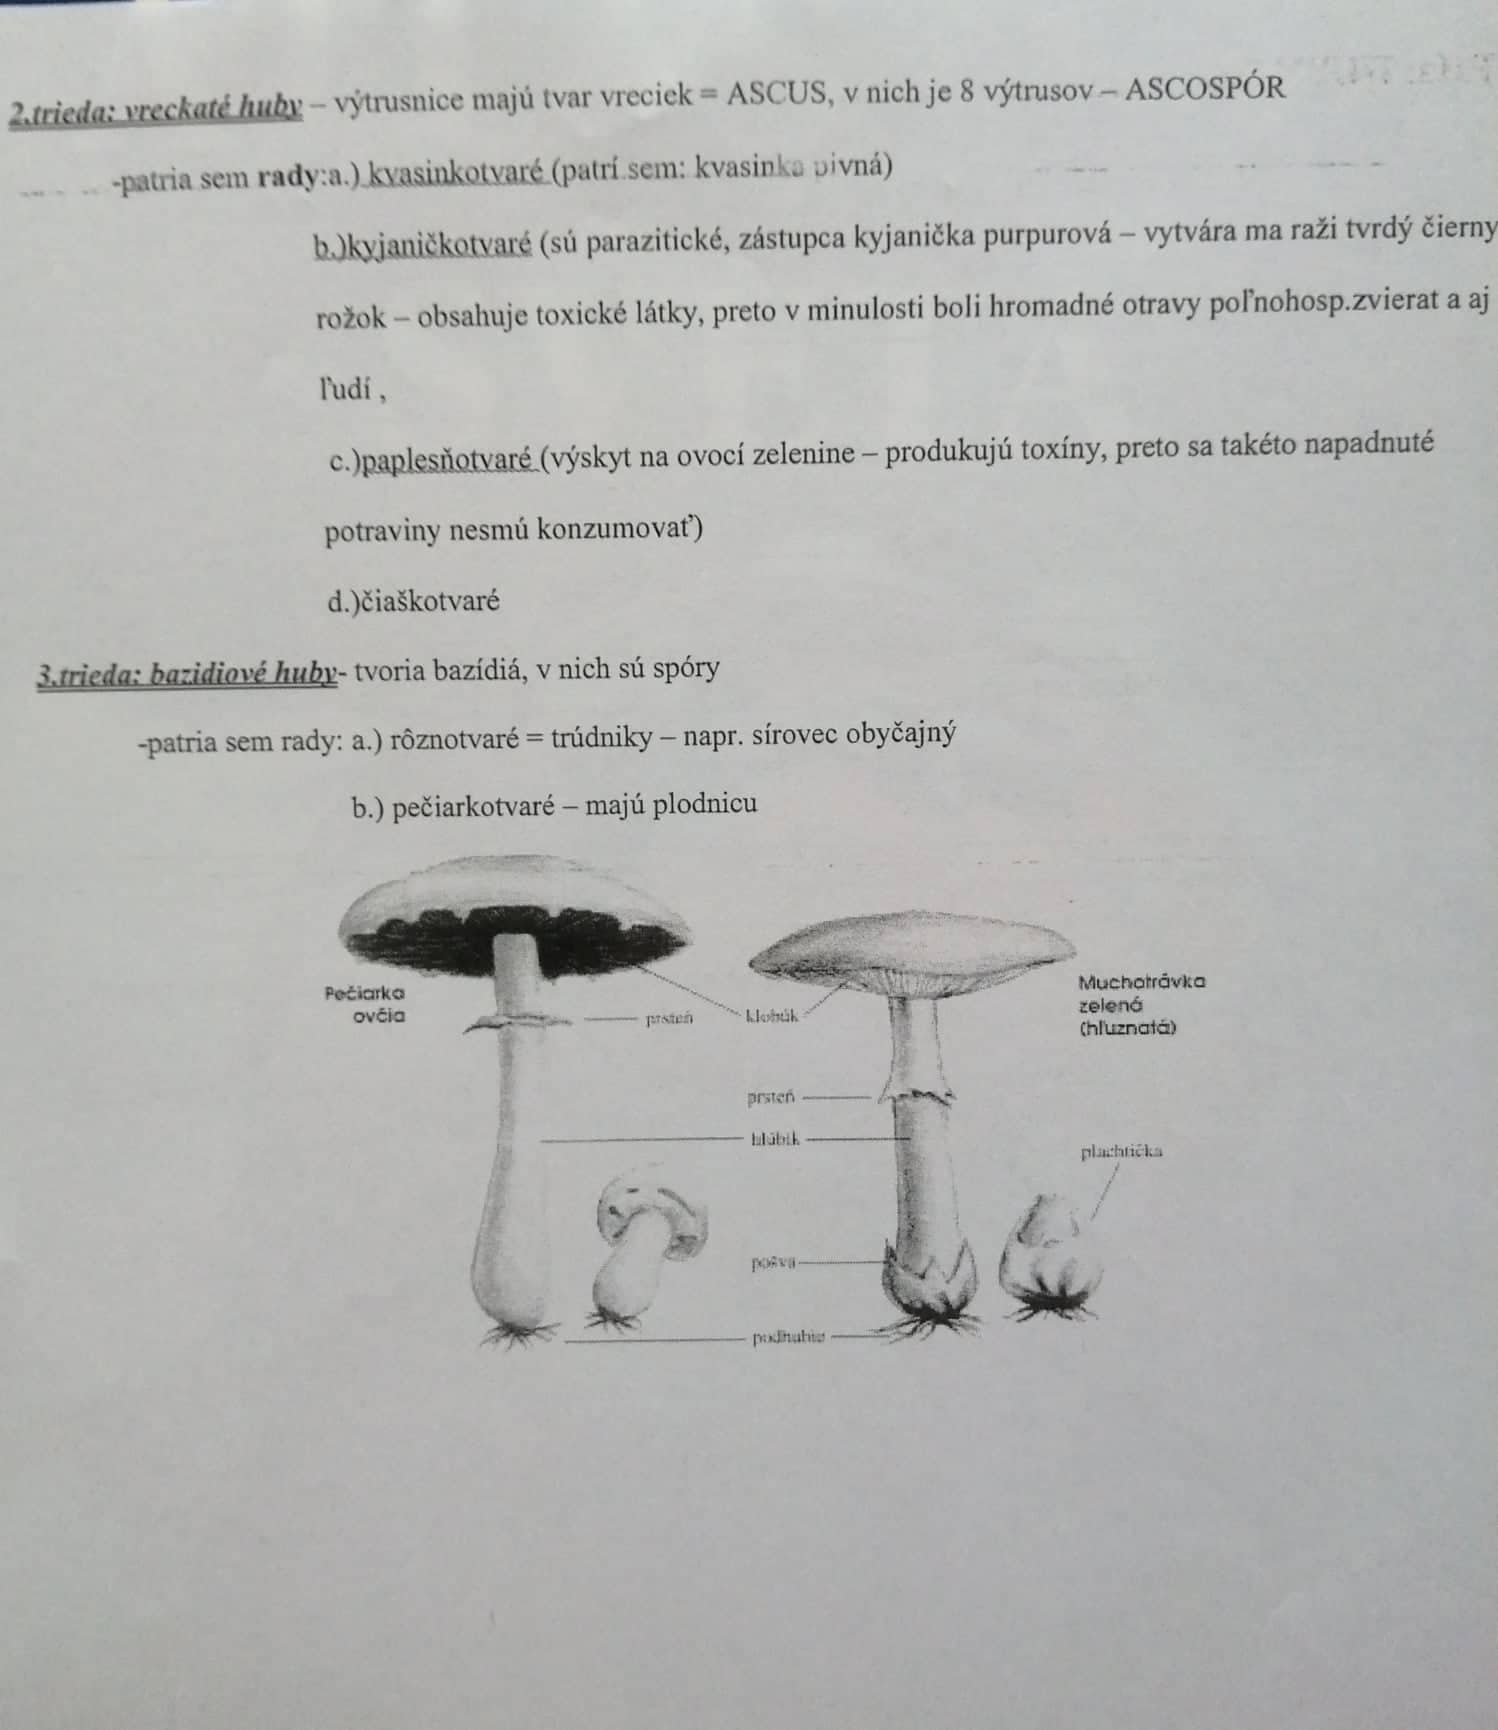 2.trieda: vreckaté huby – výtrusnice majú tvar vreciek = ASCUS, v nich je 8 výtrusov – ASCOSPÓR
-patria sem rady:a.) kvasinkotvaré (patrí sem: kvasinka pivná)
b.)kyjaničkotvaré (sú parazitické, zástupca kyjanička purpurová – vytvára ma raži tvrdý čierny
rožok – obsahuje toxické látky, preto v minulosti boli hromadné otravy poľnohosp.zvierat a aj
ľudí ,
c.)paplesňotvaré (výskyt na ovocí zelenine – produkujú toxíny, preto sa takéto napadnuté
potraviny nesmú konzumovať)
d.)čiaškotvaré
3.trieda: bazidiové huby- tvoria bazídiá, v nich sú spóry
-patria sem rady: a.) rôznotvaré = trúdniky – napr. sírovec obyčajný
b.) pečiarkotvaré – majú plodnicu
Pečiarka
ovčia
prsteň
klobúk
Muchotrávka
zelená
(hľuznatá)
prsteň
hlúbik
plachtička
pošva
podhubie